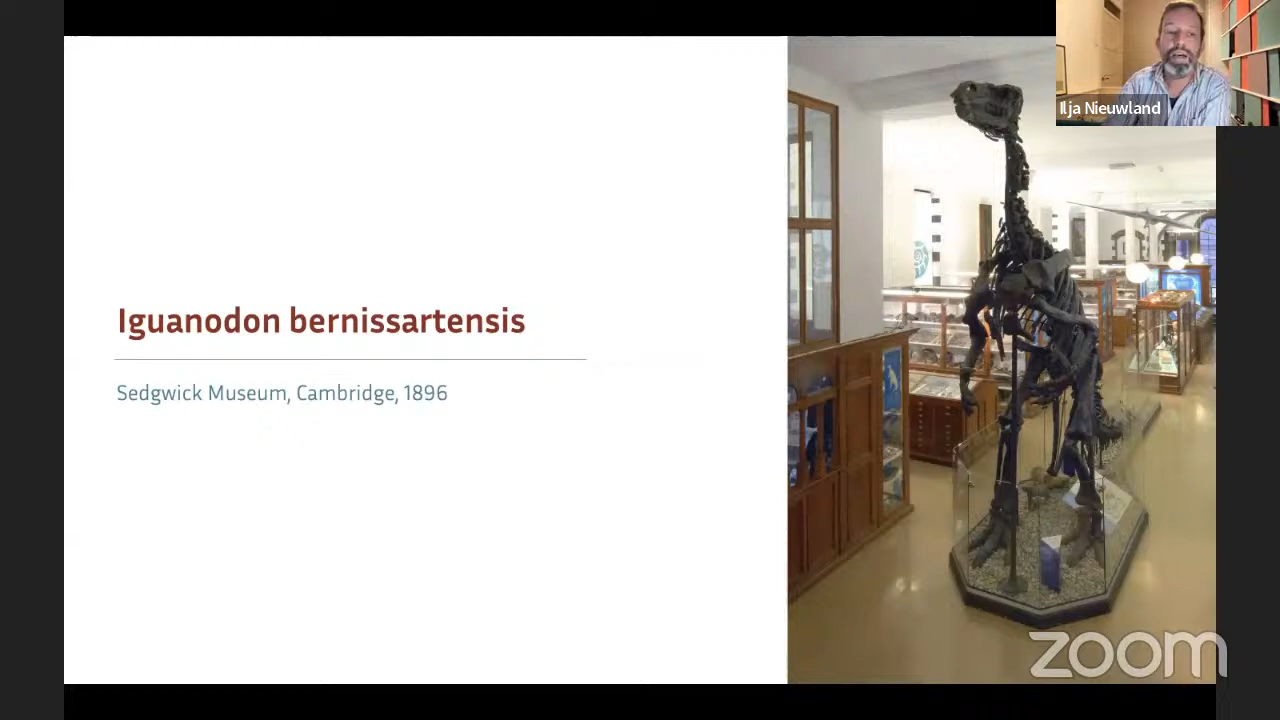 Ilja Nieuwland
Iguanodon bernissartensis
Sedgwick Museum, Cambridge, 1896
zoom